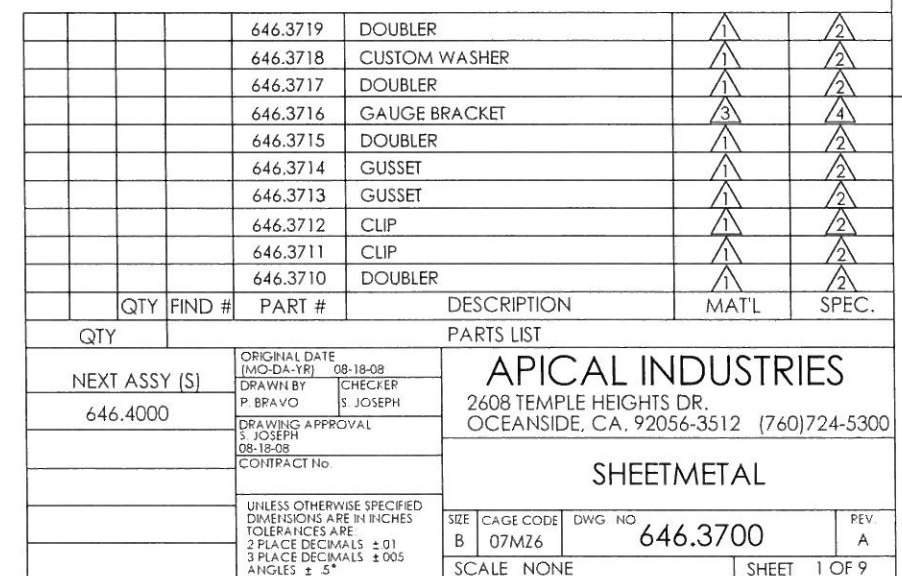 646.3719 DOUBLER 1 2
646.3718 CUSTOM WASHER 1 2
646.3717 DOUBLER 1 2
646.3716 GAUGE BRACKET 3 4
646.3715 DOUBLER 1 2
646.3714 GUSSET 1 2
646.3713 GUSSET 1 2
646.3712 CLIP 1 2
646.3711 CLIP 1 2
646.3710 DOUBLER 1 2
QTY FIND # PART # DESCRIPTION MAT'L SPEC.
QTY PARTS LIST
NEXT ASSY (S)
646.4000
ORIGINAL DATE
(MO-DA-YR) 08-18-08
DRAWN BY CHECKER
P. BRAVO S. JOSEPH
DRAWING APPROVAL
S. JOSEPH
08-18-08
CONTRACT No.
UNLESS OTHERWISE SPECIFIED
DIMENSIONS ARE IN INCHES
TOLERANCES ARE:
2 PLACE DECIMALS ±.01
3 PLACE DECIMALS ±.005
ANGLES ± .5°
APICAL INDUSTRIES
2608 TEMPLE HEIGHTS DR.
OCEANSIDE, CA, 92056-3512 (760)724-5300
SHEETMETAL
SIZE CAGE CODE DWG. NO REV.
B 07MZ6 646.3700 A
SCALE NONE SHEET 1 OF 9